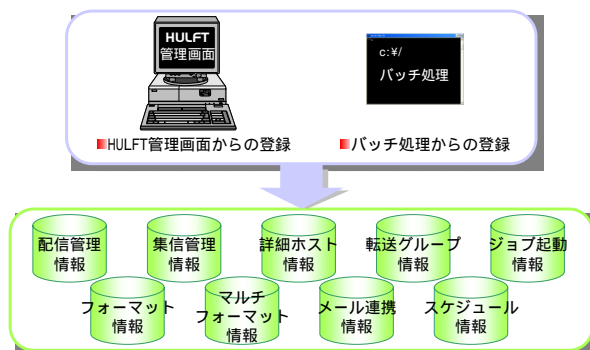 HULFT
管理画面
c:¥/
バッチ処理
HULFT管理画面からの登録
バッチ処理からの登録
配信管理
情報
集信管理
情報
詳細ホスト
情報
転送グループ
情報
ジョブ起動
情報
フォーマット
情報
マルチ
フォーマット
情報
メール連携
情報
スケジュール
情報